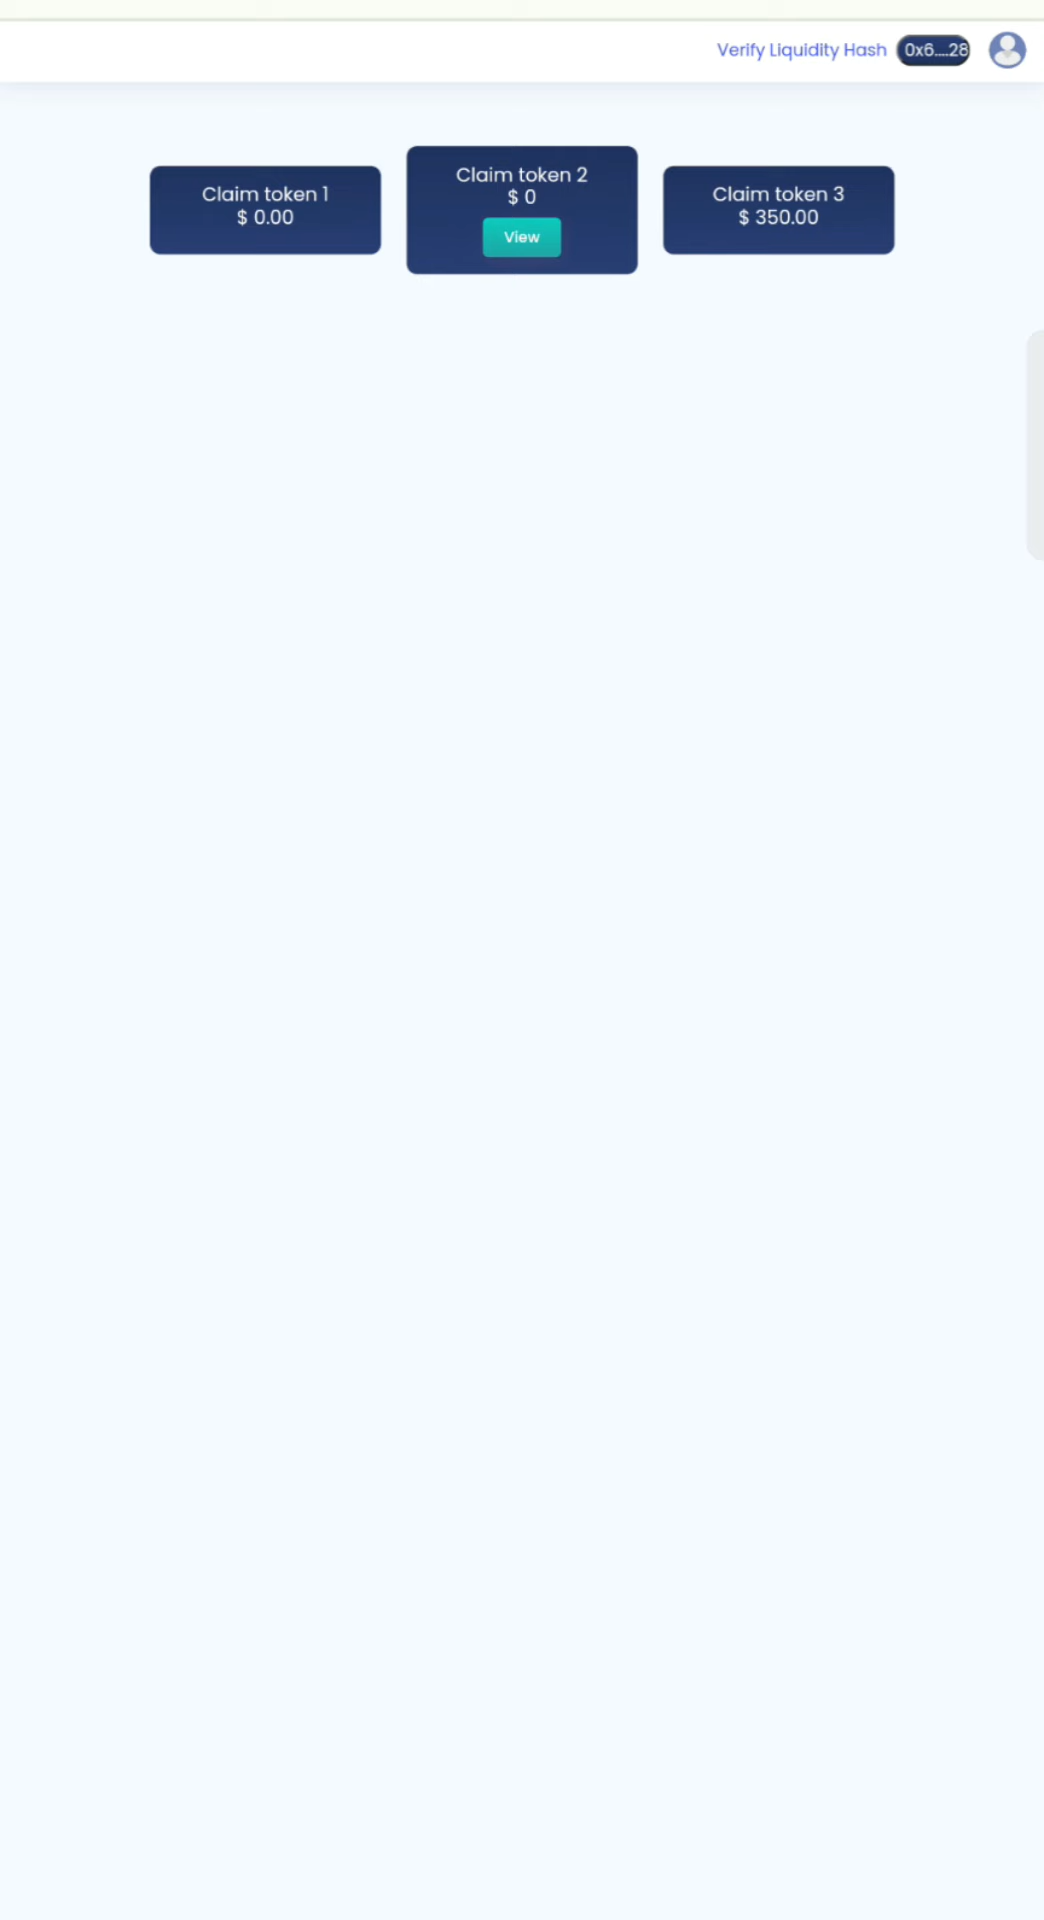 Verify Liquidity Hash 0x6....28
Claim token 1
$ 0.00
Claim token 2
$ 0
View
Claim token 3
$ 350.00